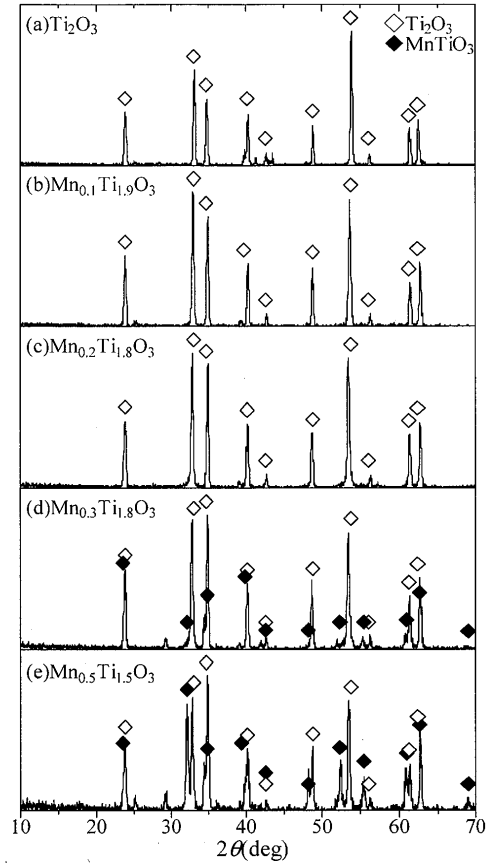 (a)Ti₂O₃
◇Ti₂O₃
◆MnTiO₃
(b)Mn₀.₁Ti₁.₉O₃
(c)Mn₀.₂Ti₁.₈O₃
(d)Mn₀.₃Ti₁.₈O₃
(e)Mn₀.₅Ti₁.₅O₃
10 20 30 40 50 60 70
2θ(deg)